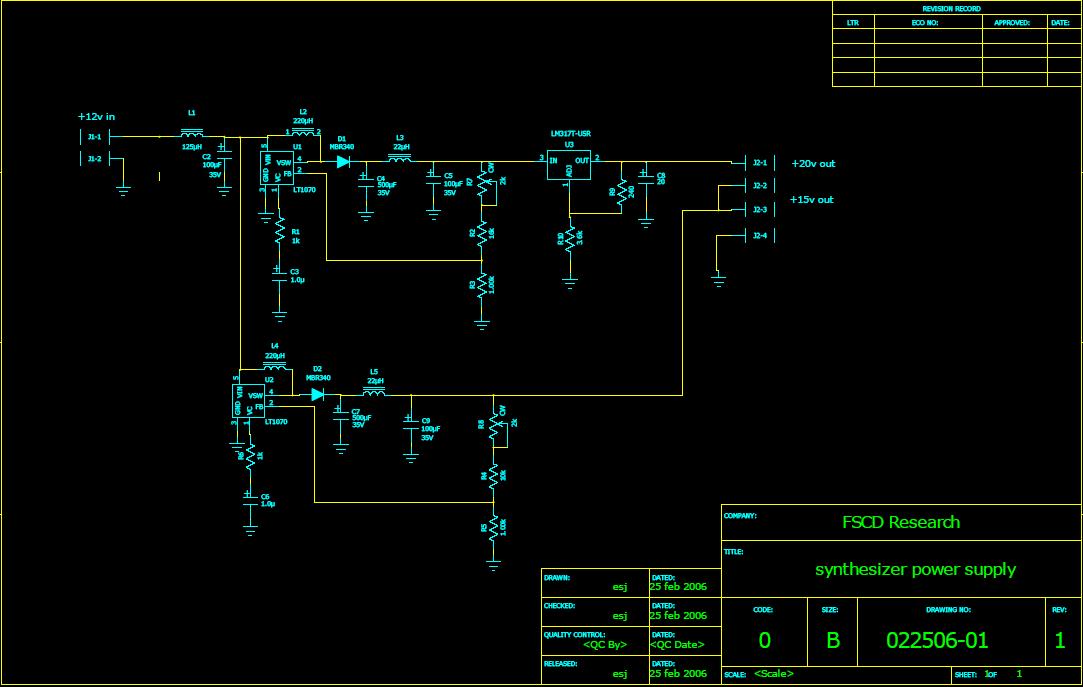 REVISION RECORD
LTR ECO NO: APPROVED: DATE:
+12v in
J1-1
J1-2
L1
125µH
C2
100µF
35V
L2
220µH
1 2
U1
5
VIN
VSW 4
FB 2
GND VC
3 1
LT1070
R1
1k
C3
1.0µ
D1
MBR340
C4
500µF
35V
L3
22µH
C5
100µF
35V
R7
CW
2k
R2
16k
R3
1.00k
LM317T-USR
U3
3 IN OUT 2
ADJ
1
R9
240
R10
3.6k
J2-1 +20v out
J2-2
+15v out
J2-3
J2-4
L4
220µH
U2
5
VIN
VSW 4
FB 2
GND VC
3 1
LT1070
R6
1k
C6
1.0µ
D2
MBR340
C7
500µF
35V
L5
22µH
C9
100µF
35V
R8
CW
2k
R4
R5
1.00k
COMPANY:
FSCD Research
TITLE:
synthesizer power supply
DRAWN: esj DATED: 25 feb 2006
CHECKED: esj DATED: 25 feb 2006
QUALITY CONTROL: <QC By> DATED: <QC Date>
RELEASED: esj DATED: 25 feb 2006
CODE: SIZE: DRAWING NO: REV:
0 B 022506-01 1
SCALE: <Scale> SHEET: 1OF 1